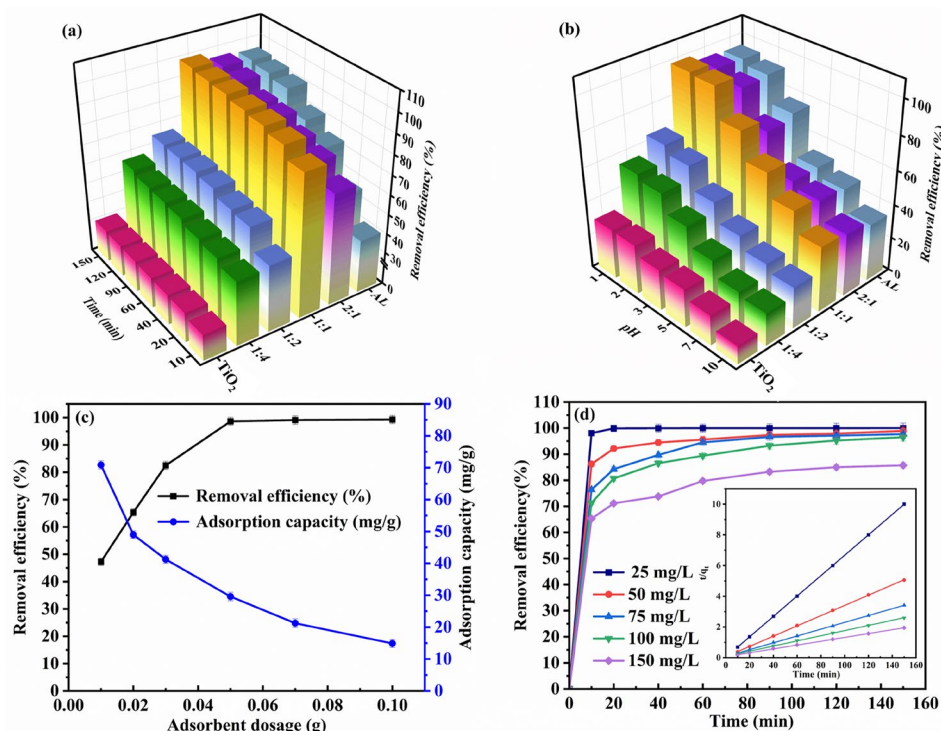 (a)
110
100
90
80
70
60
50
40
30
0
Removal efficiency (%)
150
120
90
60
40
20
10
Time (min)
TiO2
1:4
1:2
1:1
2:1
AL
(b)
100
80
60
40
20
0
Removal efficiency (%)
1
2
3
5
7
10
pH
TiO2
1:4
1:2
1:1
2:1
AL
(c)
100
90
80
70
60
50
40
30
20
10
0
Removal efficiency (%)
Removal efficiency (%)
Adsorption capacity (mg/g)
90
80
70
60
50
40
30
20
10
0
Adsorption capacity (mg/g)
0.00 0.02 0.04 0.06 0.08 0.10
Adsorbent dosage (g)
(d)
110
100
90
80
70
60
50
40
30
20
10
0
Removal efficiency(%)
25 mg/L
50 mg/L
75 mg/L
100 mg/L
150 mg/L
10
8
6
4
2
0
t/qt
0 20 40 60 80 100 120 140 160
Time (min)
0 20 40 60 80 100 120 140 160
Time (min)